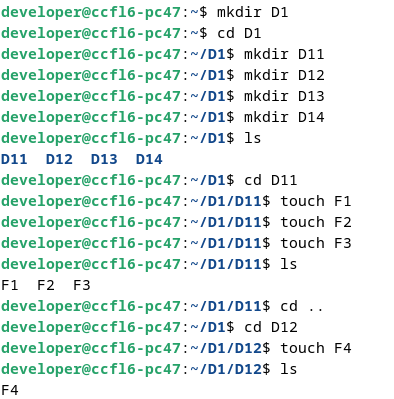 developer@ccfl6-pc47:~$ mkdir D1
developer@ccfl6-pc47:~$ cd D1
developer@ccfl6-pc47:~/D1$ mkdir D11
developer@ccfl6-pc47:~/D1$ mkdir D12
developer@ccfl6-pc47:~/D1$ mkdir D13
developer@ccfl6-pc47:~/D1$ mkdir D14
developer@ccfl6-pc47:~/D1$ ls
D11  D12  D13  D14
developer@ccfl6-pc47:~/D1$ cd D11
developer@ccfl6-pc47:~/D1/D11$ touch F1
developer@ccfl6-pc47:~/D1/D11$ touch F2
developer@ccfl6-pc47:~/D1/D11$ touch F3
developer@ccfl6-pc47:~/D1/D11$ ls
F1  F2  F3
developer@ccfl6-pc47:~/D1/D11$ cd ..
developer@ccfl6-pc47:~/D1$ cd D12
developer@ccfl6-pc47:~/D1/D12$ touch F4
developer@ccfl6-pc47:~/D1/D12$ ls
F4